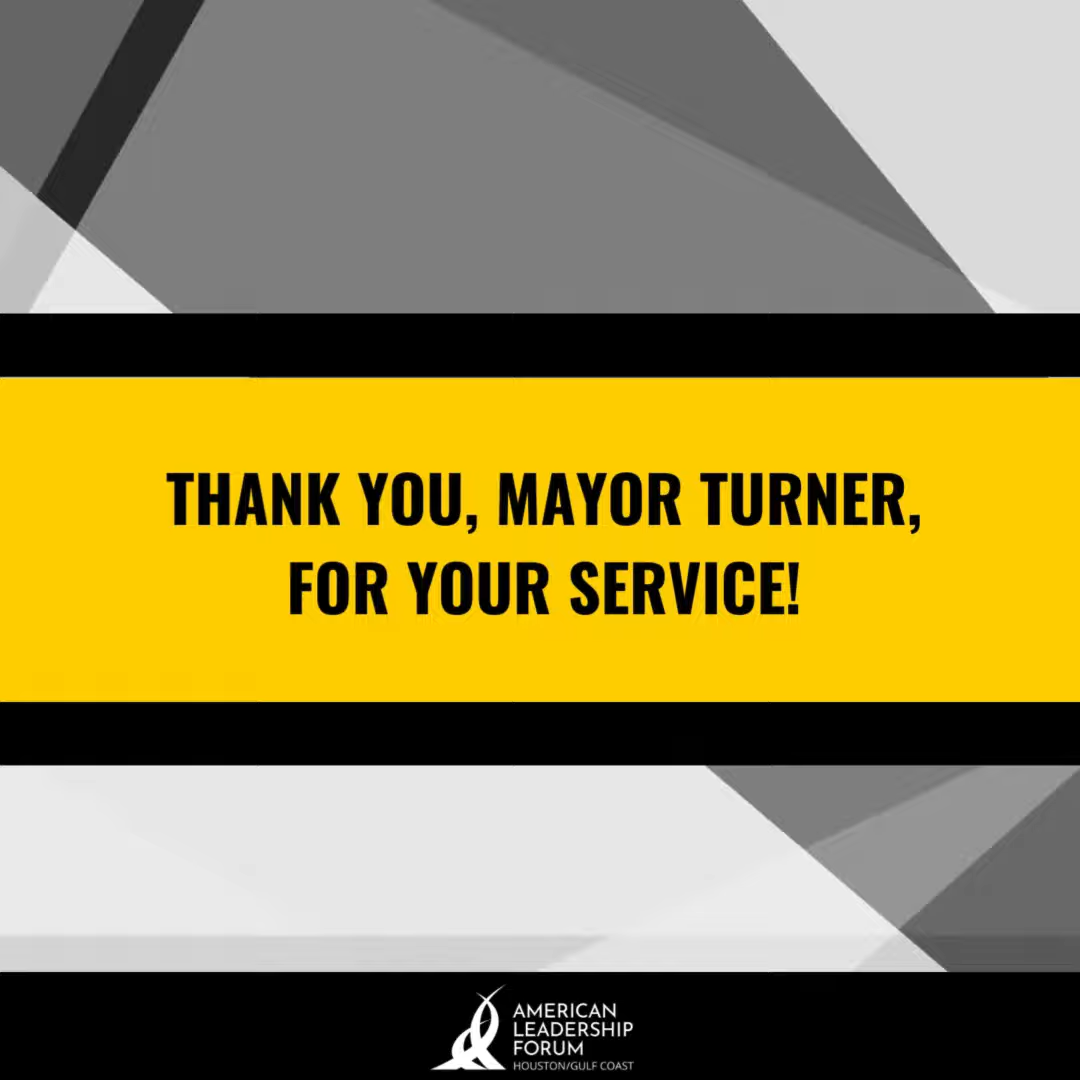 THANK YOU, MAYOR TURNER,
FOR YOUR SERVICE!
AMERICAN
LEADERSHIP
FORUM
HOUSTON/GULF COAST